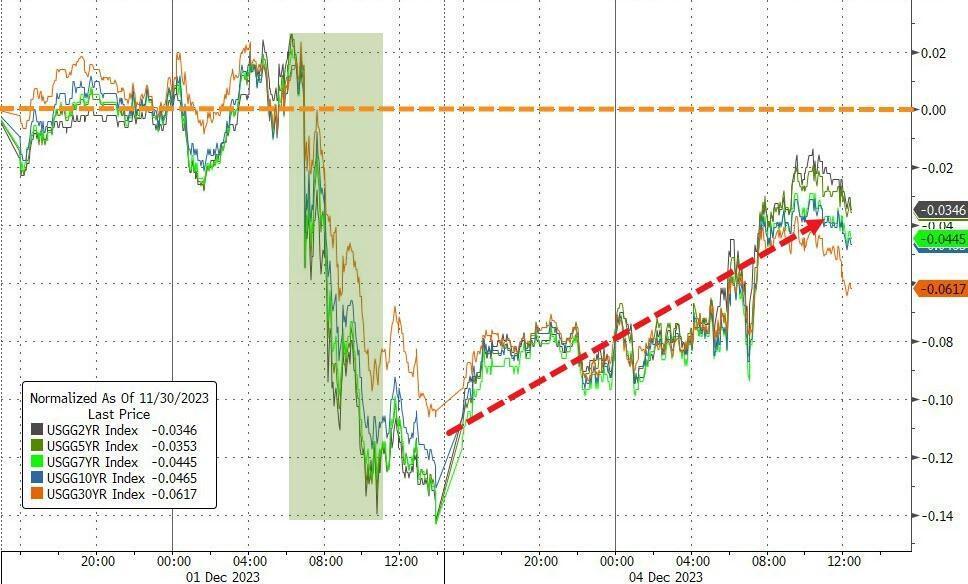 0.02
0.00
-0.02
-0.0346
-0.04
-0.0445
-0.0617
-0.08
-0.10
-0.12
-0.14
Normalized As Of 11/30/2023
Last Price
USGG2YR Index -0.0346
USGG5YR Index -0.0353
USGG7YR Index -0.0445
USGG10YR Index -0.0465
USGG30YR Index -0.0617
20:00 00:00 04:00 08:00 12:00 20:00 00:00 04:00 08:00 12:00
01 Dec 2023 04 Dec 2023